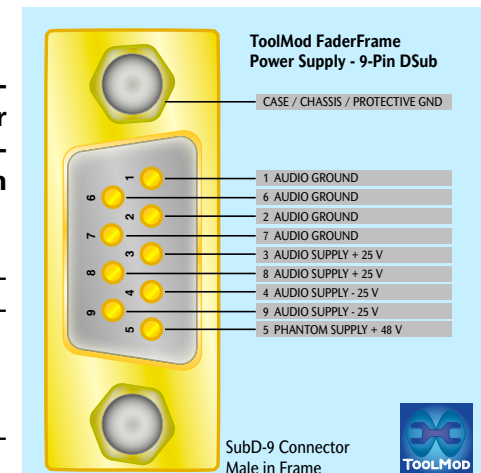 ToolMod FaderFrame
Power Supply - 9-Pin DSub
CASE / CHASSIS / PROTECTIVE GND
1 1 AUDIO GROUND
6 6 AUDIO GROUND
2 2 AUDIO GROUND
7 7 AUDIO GROUND
3 3 AUDIO SUPPLY + 25 V
8 8 AUDIO SUPPLY + 25 V
4 4 AUDIO SUPPLY - 25 V
9 9 AUDIO SUPPLY - 25 V
5 5 PHANTOM SUPPLY + 48 V
SubD-9 Connector
Male in Frame
TOOLMOD